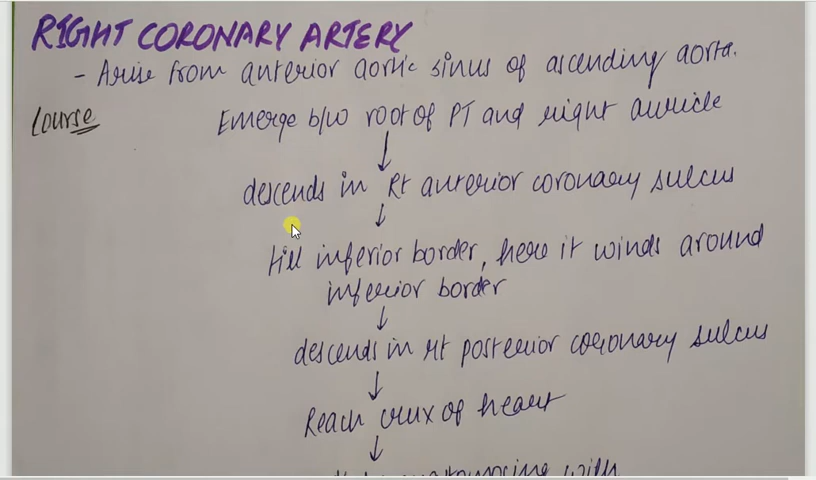 RIGHT CORONARY ARTERY
- Arise from anterior aortic sinus of ascending aorta.
Course
Emerge b/w root of PT and right auricle
↓
descends in Rt anterior coronary sulcus
↓
till inferior border, here it winds around
inferior border
↓
descends in rt posterior coronary sulcus
↓
Reach crux of heart
↓
with